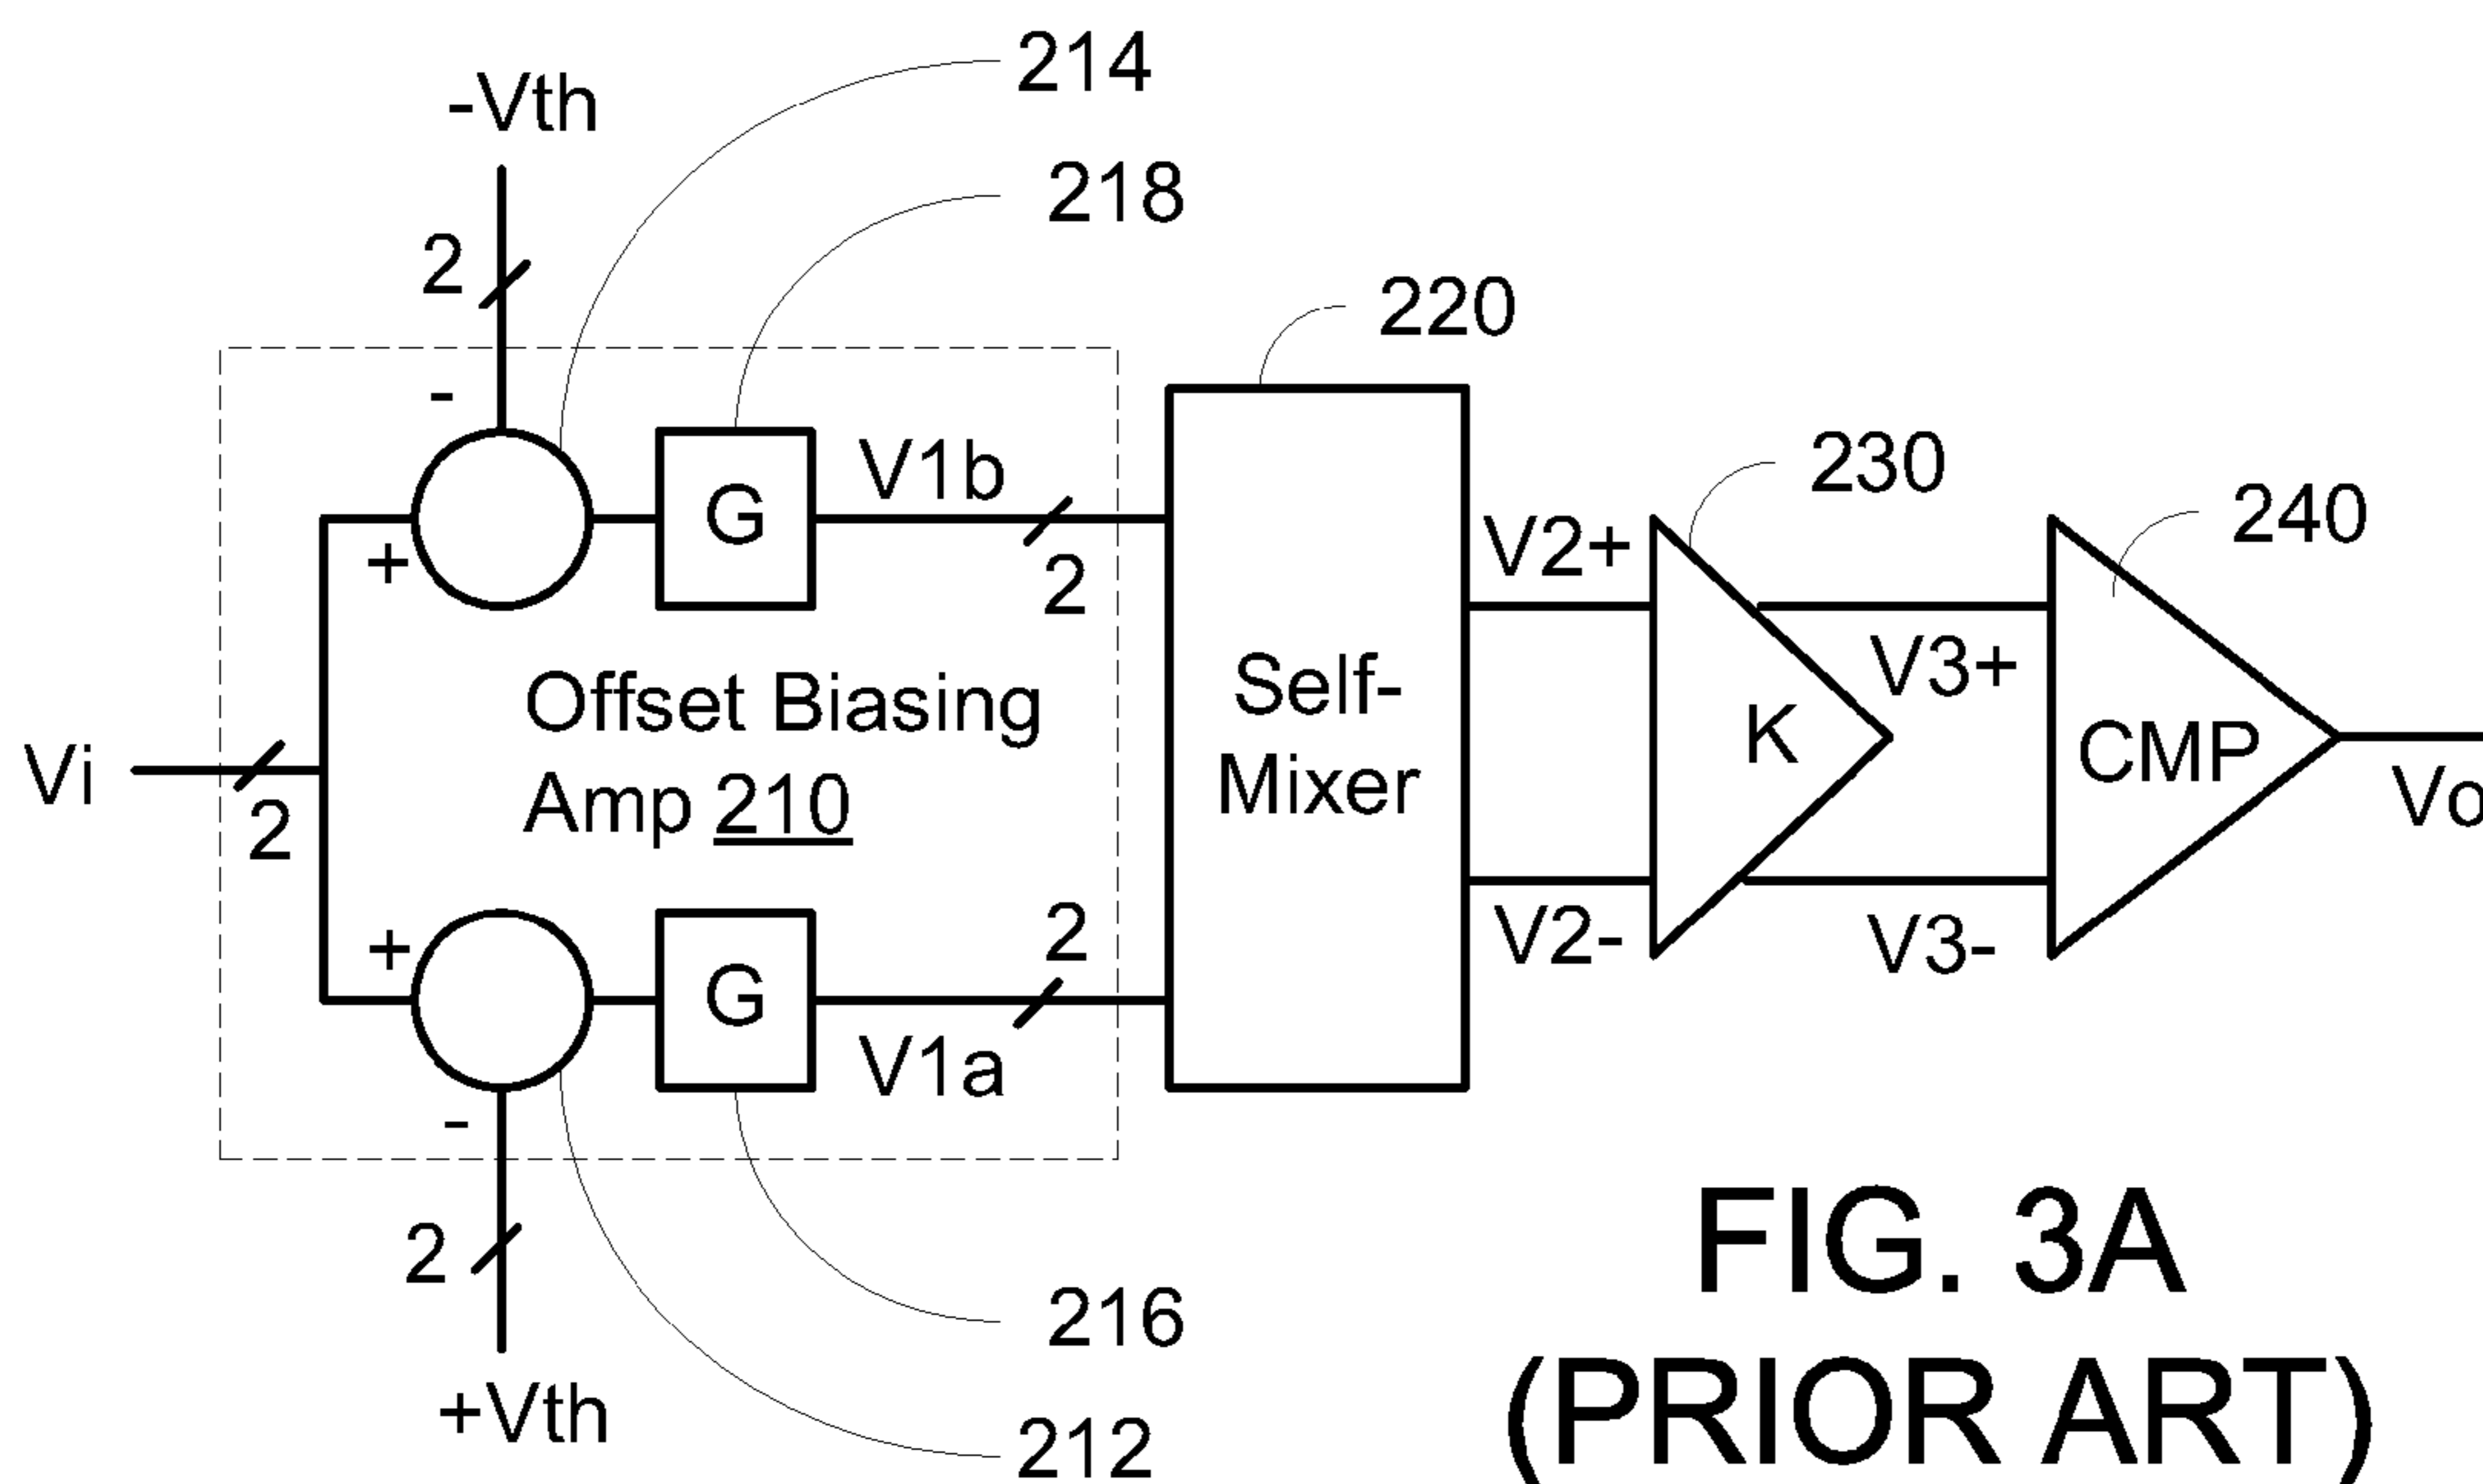 214
-Vth
218
2
220
-
V1b
230
G
240
V2+
+
2
V3+
Self-
Mixer
Offset Biasing
Amp 210
K
CMP
Vi
2
Vo
2
+
V2-
V3-
G
V1a
-
2
FIG. 3A
216
(PRIOR ART)
+Vth
212